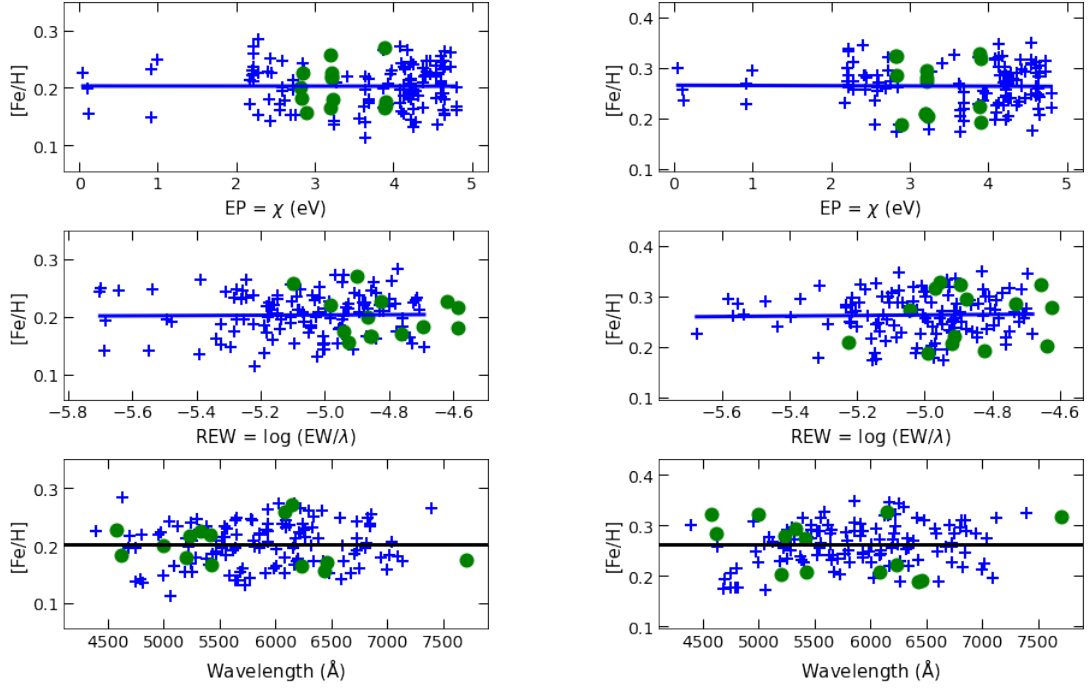 0.3
0.2
0.1
[Fe/H]
0 1 2 3 4 5
EP = χ (eV)
0.4
0.3
0.2
0.1
[Fe/H]
0 1 2 3 4 5
EP = χ (eV)
0.3
0.2
0.1
[Fe/H]
−5.8 −5.6 −5.4 −5.2 −5.0 −4.8 −4.6
REW = log (EW/λ)
0.4
0.3
0.2
0.1
[Fe/H]
−5.6 −5.4 −5.2 −5.0 −4.8 −4.6
REW = log (EW/λ)
0.3
0.2
0.1
[Fe/H]
4500 5000 5500 6000 6500 7000 7500
Wavelength (Å)
0.4
0.3
0.2
0.1
[Fe/H]
4500 5000 5500 6000 6500 7000 7500
Wavelength (Å)